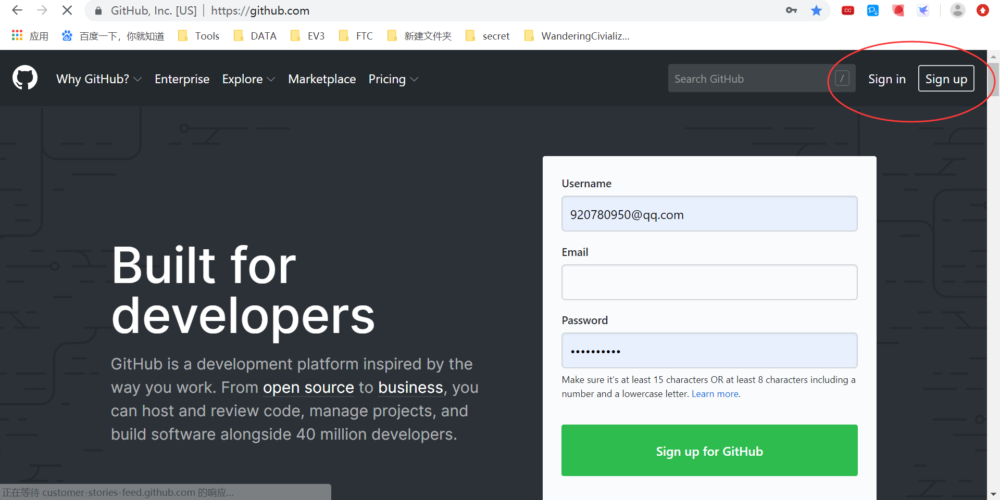 GitHub, Inc. [US] | https://github.com
CC
应用 百度一下，你就知道 Tools DATA EV3 FTC 新建文件夹 secret WanderingCivializ...
Why GitHub? Enterprise Explore Marketplace Pricing Search GitHub / Sign in Sign up
Built for
developers
GitHub is a development platform inspired by the
way you work. From open source to business, you
can host and review code, manage projects, and
build software alongside 40 million developers.
Username
920780950@qq.com
Email
Password
••••••••••
Make sure it's at least 15 characters OR at least 8 characters including a
number and a lowercase letter. Learn more.
Sign up for GitHub
正在等待 customer-stories-feed.github.com 的响应...